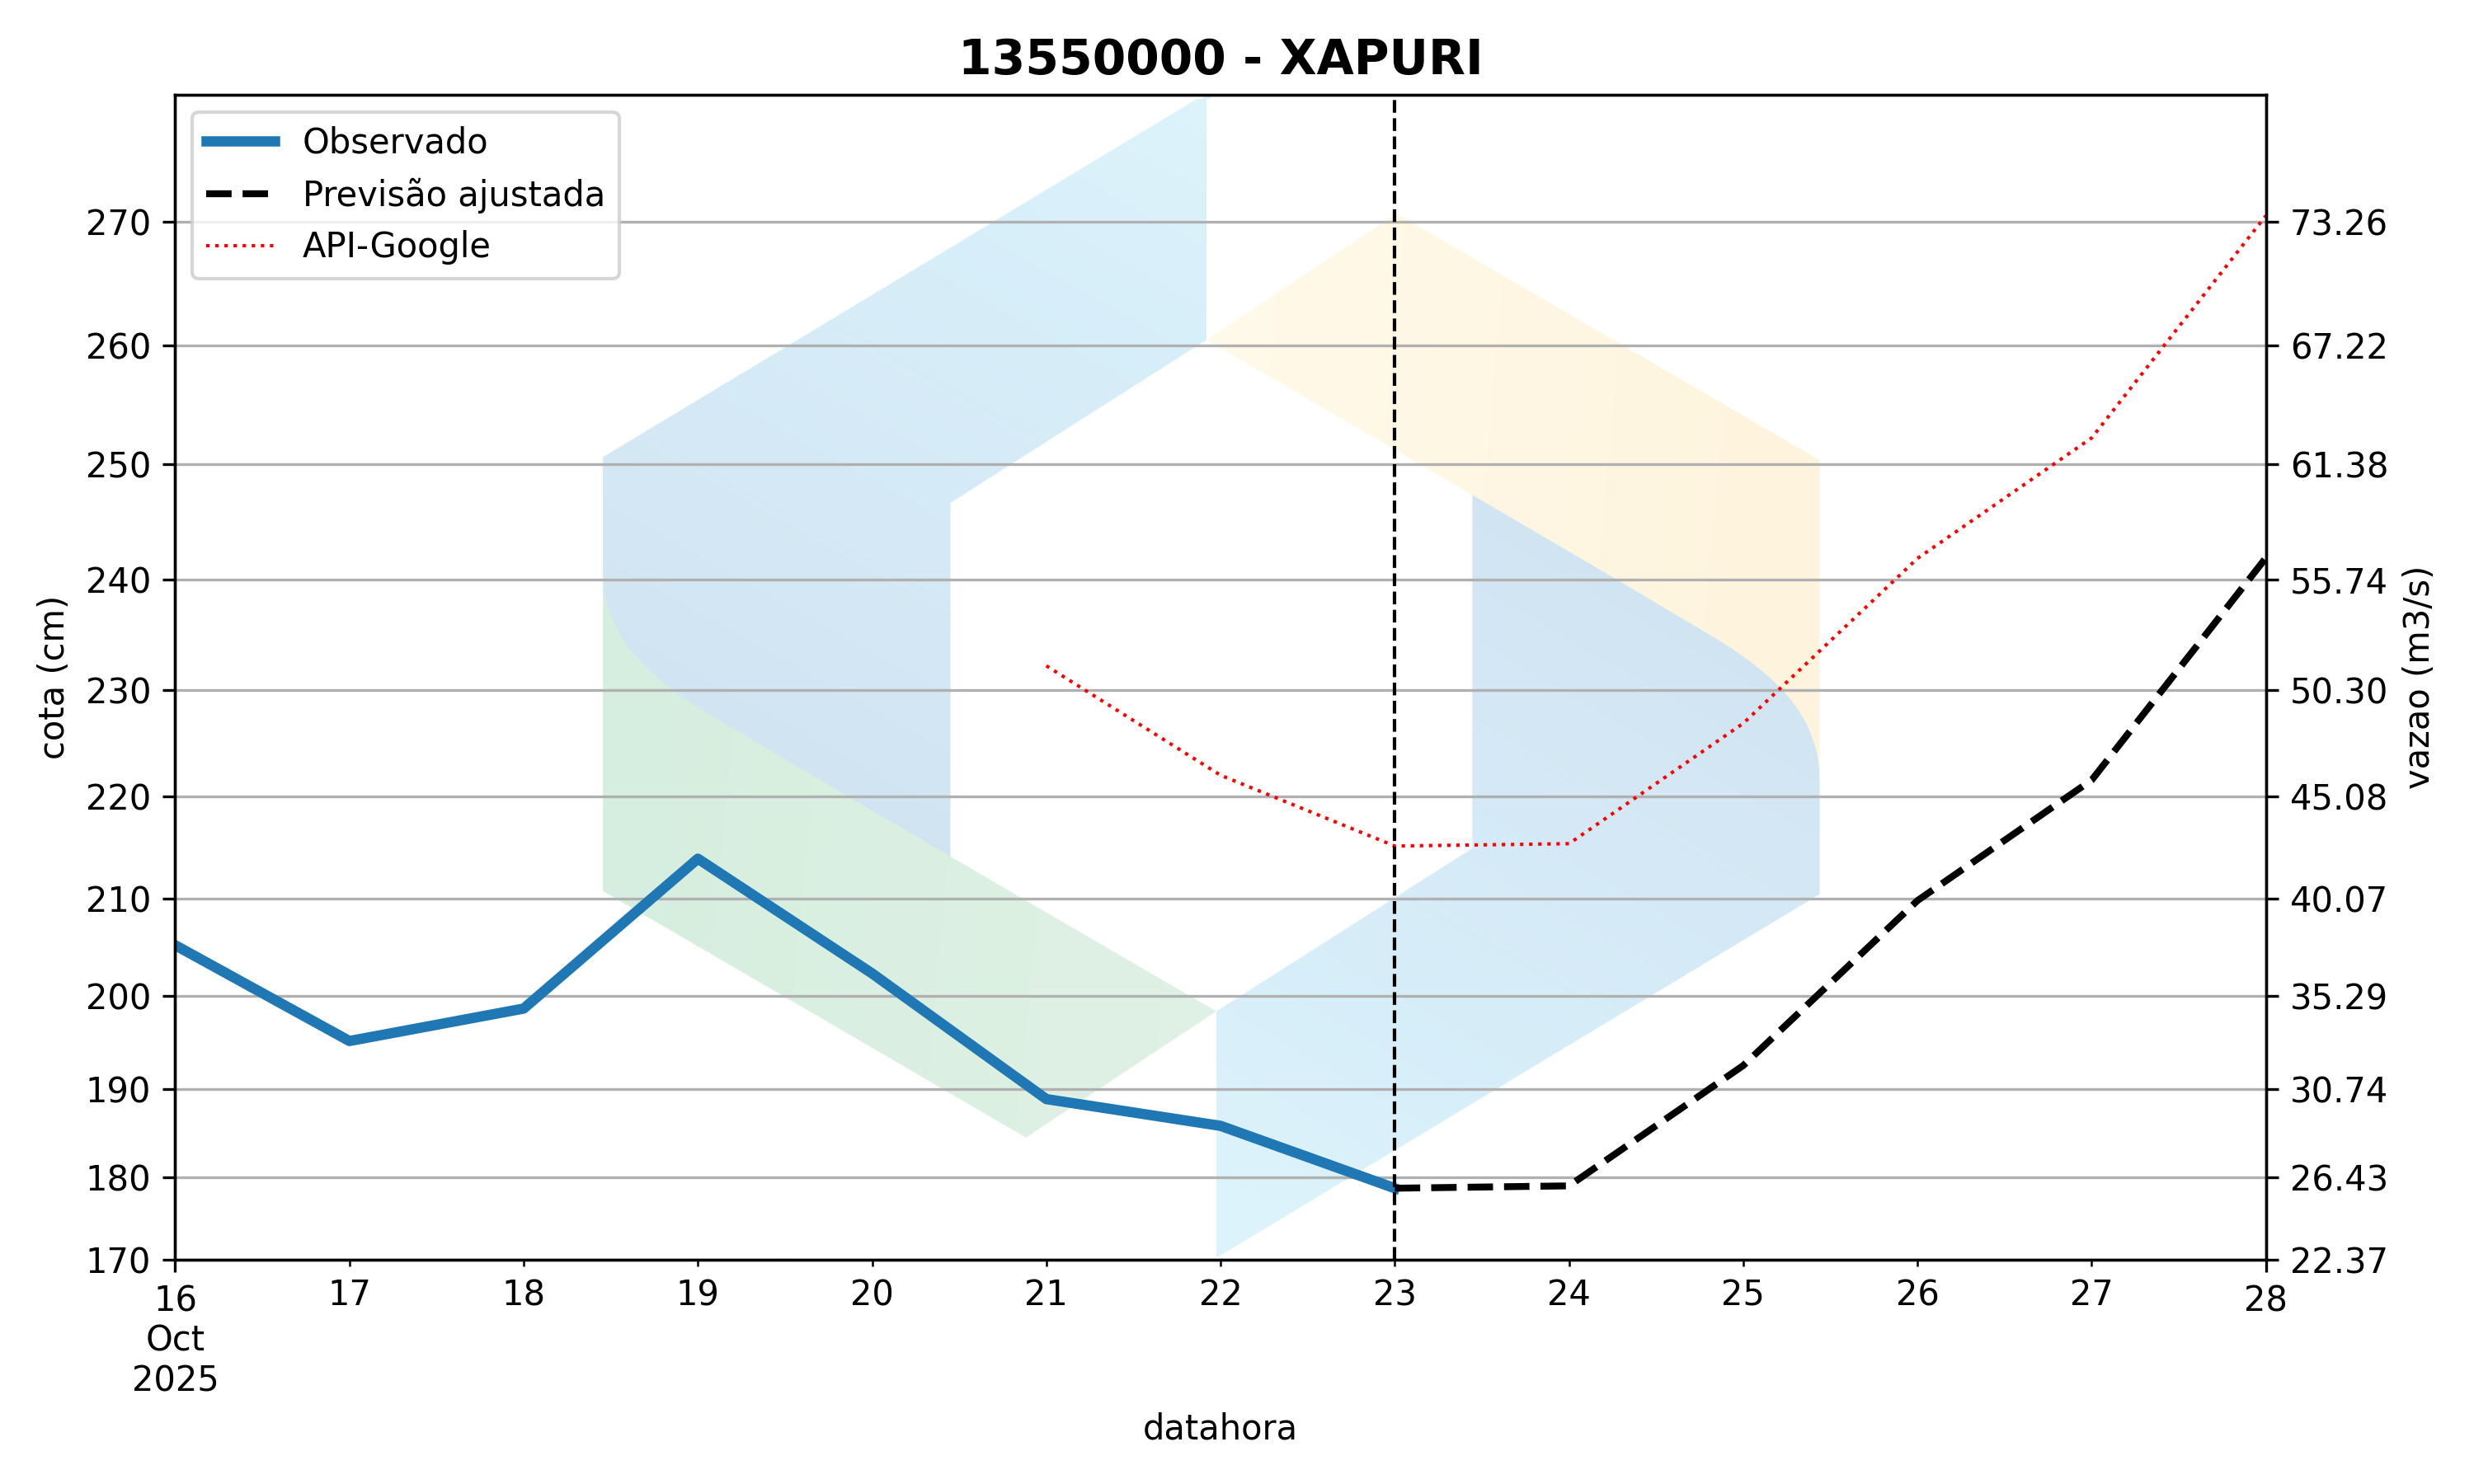 13550000 - XAPURI
Observado
Previsão ajustada
API-Google
270
260
250
240
230
220
210
200
190
180
170
cota (cm)
73.26
67.22
61.38
55.74
50.30
45.08
40.07
35.29
30.74
26.43
22.37
vazao (m3/s)
16 17 18 19 20 21 22 23 24 25 26 27 28
Oct
2025
datahora